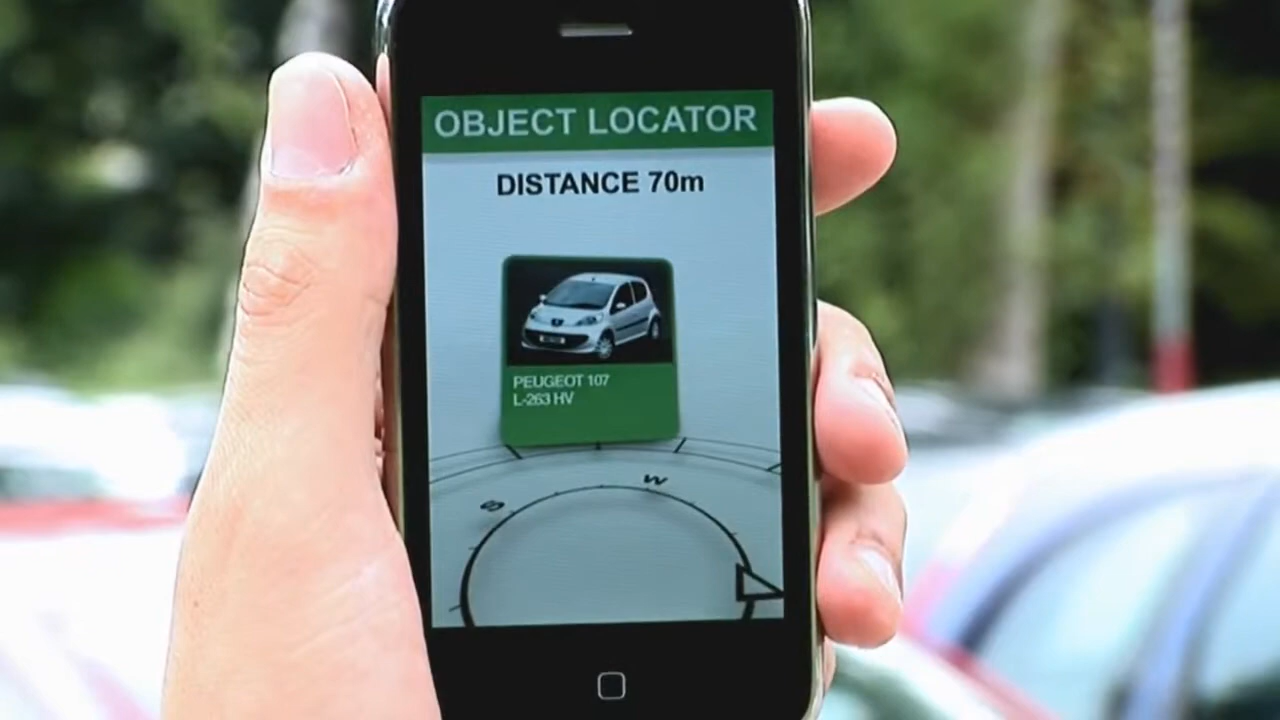 OBJECT LOCATOR
DISTANCE 70m
PEUGEOT 107
L-263 HV
S
W